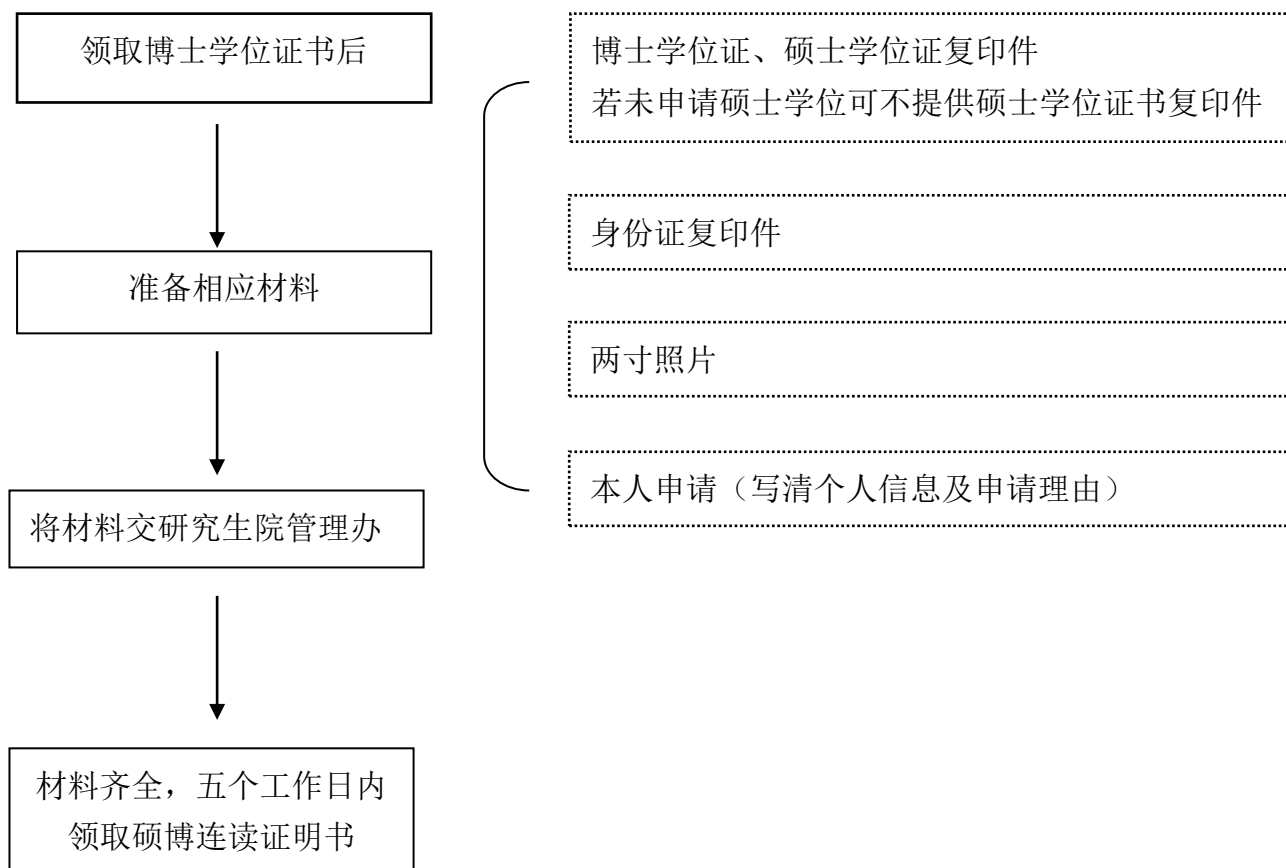 领取博士学位证书后
博士学位证、硕士学位证复印件
若未申请硕士学位可不提供硕士学位证书复印件
身份证复印件
准备相应材料
两寸照片
本人申请（写清个人信息及申请理由）
将材料交研究生院管理办
材料齐全，五个工作日内
领取硕博连读证明书